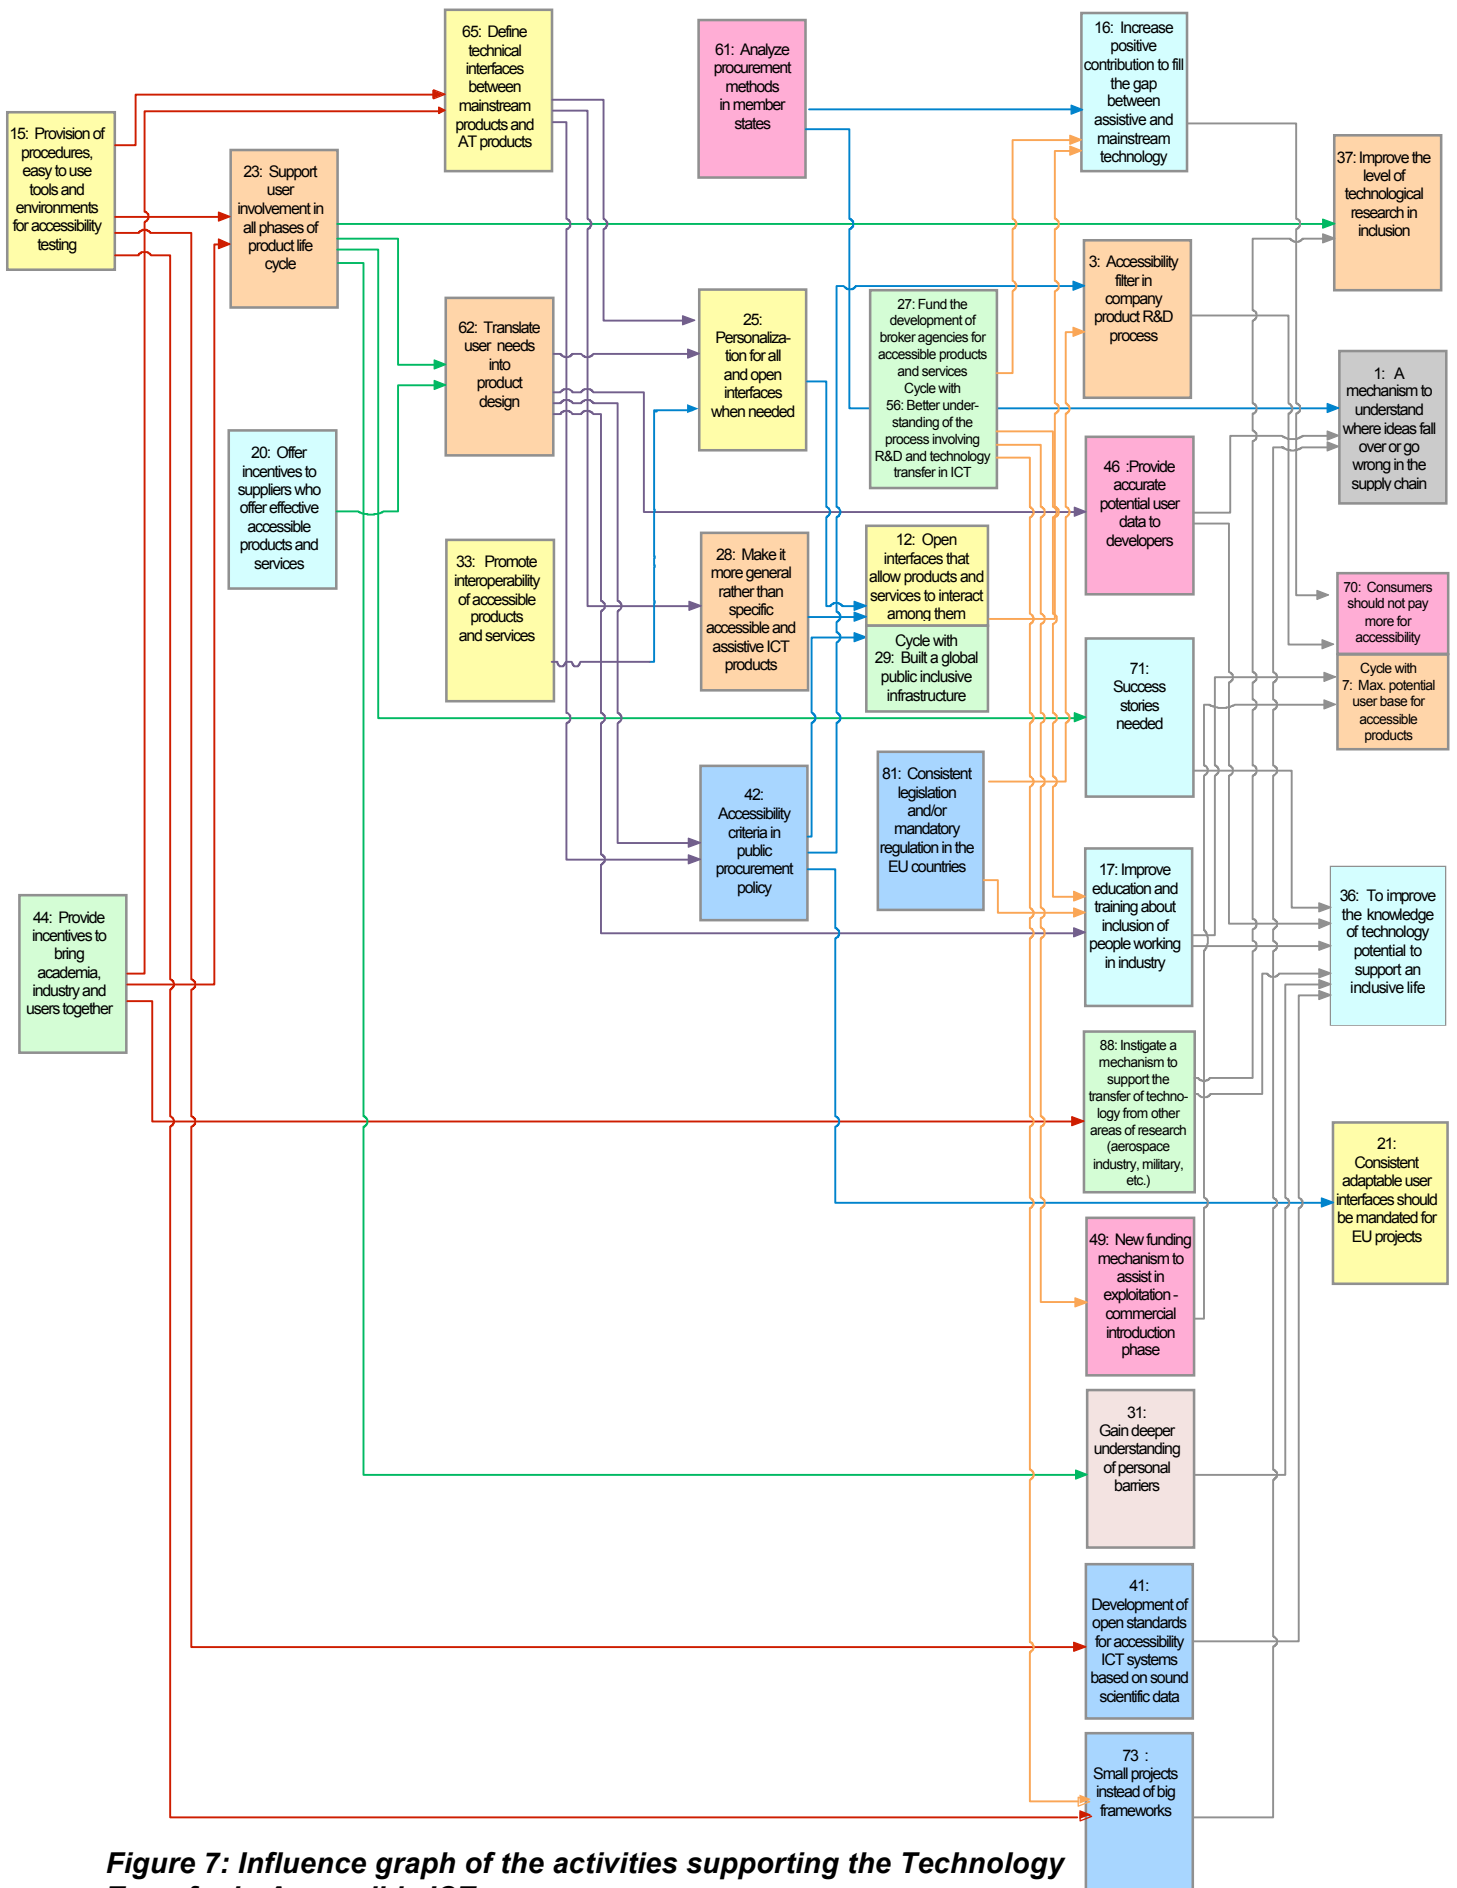 15: Provision of
procedures,
easy to use
tools and
environments
for accessibility
testing
44: Provide
incentives to
bring
academia,
industry and
users together
23: Support
user
involvement in
all phases of
product life
cycle
20: Offer
incentives to
suppliers who
offer effective
accessible
products and
services
65: Define
technical
interfaces
between
mainstream
products and
AT products
62: Translate
user needs
into
product
design
33: Promote
interoperability
of accessible
products
and services
61: Analyze
procurement
methods
in member
states
25:
Personaliza-
tion for all
and open
interfaces
when needed
28: Make it
more general
rather than
specific
accessible and
assistive ICT
products
42:
Accessibility
criteria in
public
procurement
policy
27: Fund the
development of
broker agencies for
accessible products
and services
Cycle with
56: Better under-
standing of the
process involving
R&D and technology
transfer in ICT
12: Open
interfaces that
allow products and
services to interact
among them
Cycle with
29: Built a global
public inclusive
infrastructure
81: Consistent
legislation
and/or
mandatory
regulation in the
EU countries
16: Increase
positive
contribution to fill
the gap
between
assistive and
mainstream
technology
3: Accessibility
filter in
company
product R&D
process
46 :Provide
accurate
potential user
data to
developers
71:
Success
stories
needed
17: Improve
education and
training about
inclusion of
people working
in industry
88: Instigate a
mechanism to
support the
transfer of techno-
logy from other
areas of research
(aerospace
industry, military,
etc.)
49: New funding
mechanism to
assist in
exploitation -
commercial
introduction
phase
31:
Gain deeper
understanding
of personal
barriers
41:
Development of
open standards
for accessibility
ICT systems
based on sound
scientific data
73 :
Small projects
instead of big
frameworks
37: Improve the
level of
technological
research in
inclusion
1: A
mechanism to
understand
where ideas fall
over or go
wrong in the
supply chain
70: Consumers
should not pay
more for
accessibility
Cycle with
7: Max. potential
user base for
accessible
products
36: To improve
the knowledge
of technology
potential to
support an
inclusive life
21:
Consistent
adaptable user
interfaces should
be mandated for
EU projects
Figure 7: Influence graph of the activities supporting the Technology